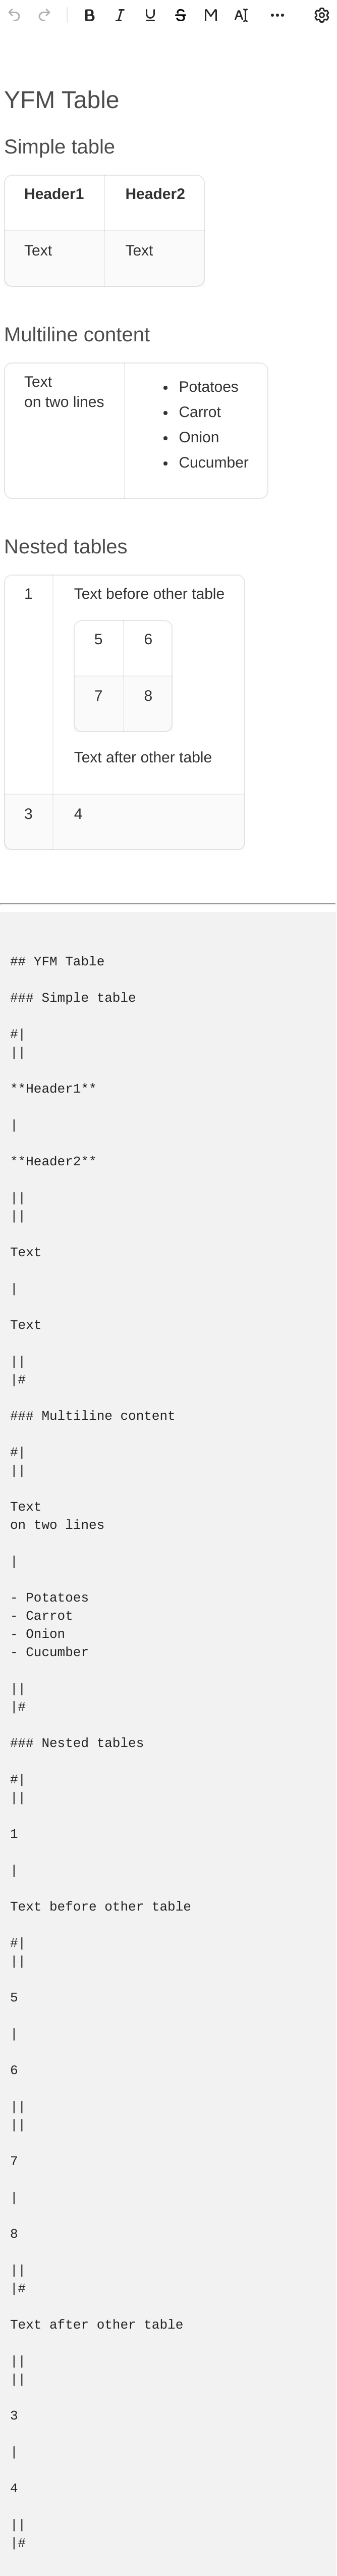 B I U S M A
YFM Table
Simple table
Header1 Header2
Text Text
Multiline content
Text
on two lines
• Potatoes
• Carrot
• Onion
• Cucumber
Nested tables
1 Text before other table
5 6
7 8
Text after other table
3 4
## YFM Table
### Simple table
#|
||
**Header1**
|
**Header2**
||
||
Text
|
Text
||
|#
### Multiline content
#|
||
Text
on two lines
|
- Potatoes
- Carrot
- Onion
- Cucumber
||
|#
### Nested tables
#|
||
1
|
Text before other table
#|
||
5
|
6
||
||
7
|
8
||
|#
Text after other table
||
||
3
|
4
||
|#